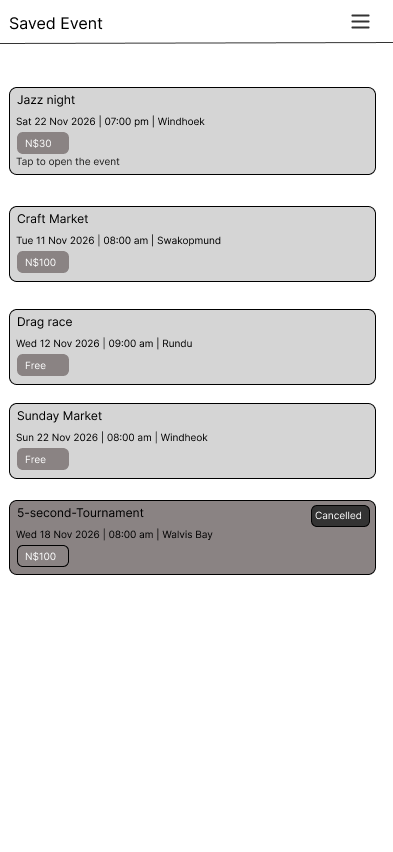 Saved Event
Jazz night
Sat 22 Nov 2026 | 07:00 pm | Windhoek
N$30
Tap to open the event
Craft Market
Tue 11 Nov 2026 | 08:00 am | Swakopmund
N$100
Drag race
Wed 12 Nov 2026 | 09:00 am | Rundu
Free
Sunday Market
Sun 22 Nov 2026 | 08:00 am | Windheok
Free
5-second-Tournament
Cancelled
Wed 18 Nov 2026 | 08:00 am | Walvis Bay
N$100